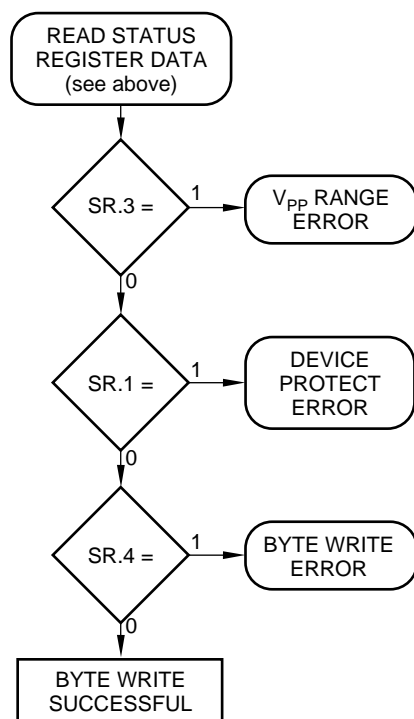 READ STATUS
REGISTER DATA
(see above)
SR.3 =
1
V_PP RANGE
ERROR
0
SR.1 =
1
DEVICE
PROTECT
ERROR
0
SR.4 =
1
BYTE WRITE
ERROR
0
BYTE WRITE
SUCCESSFUL